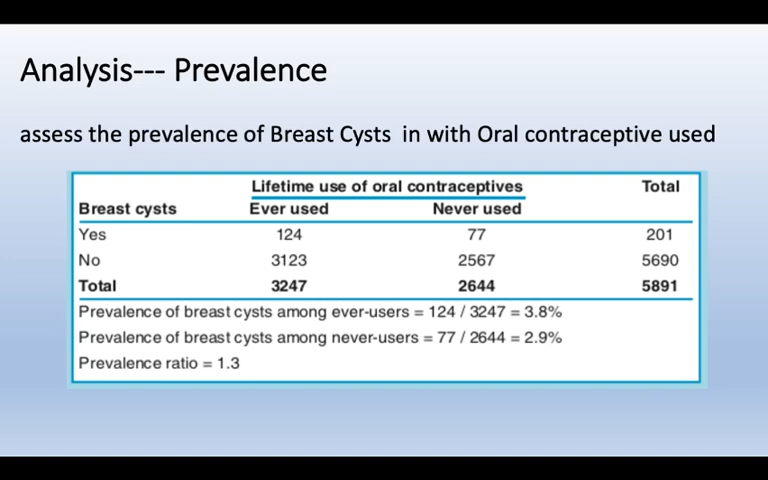 Analysis--- Prevalence
assess the prevalence of Breast Cysts in with Oral contraceptive used
Lifetime use of oral contraceptives Total
Breast cysts Ever used Never used
Yes 124 77 201
No 3123 2567 5690
Total 3247 2644 5891
Prevalence of breast cysts among ever-users = 124 / 3247 = 3.8%
Prevalence of breast cysts among never-users = 77 / 2644 = 2.9%
Prevalence ratio = 1.3